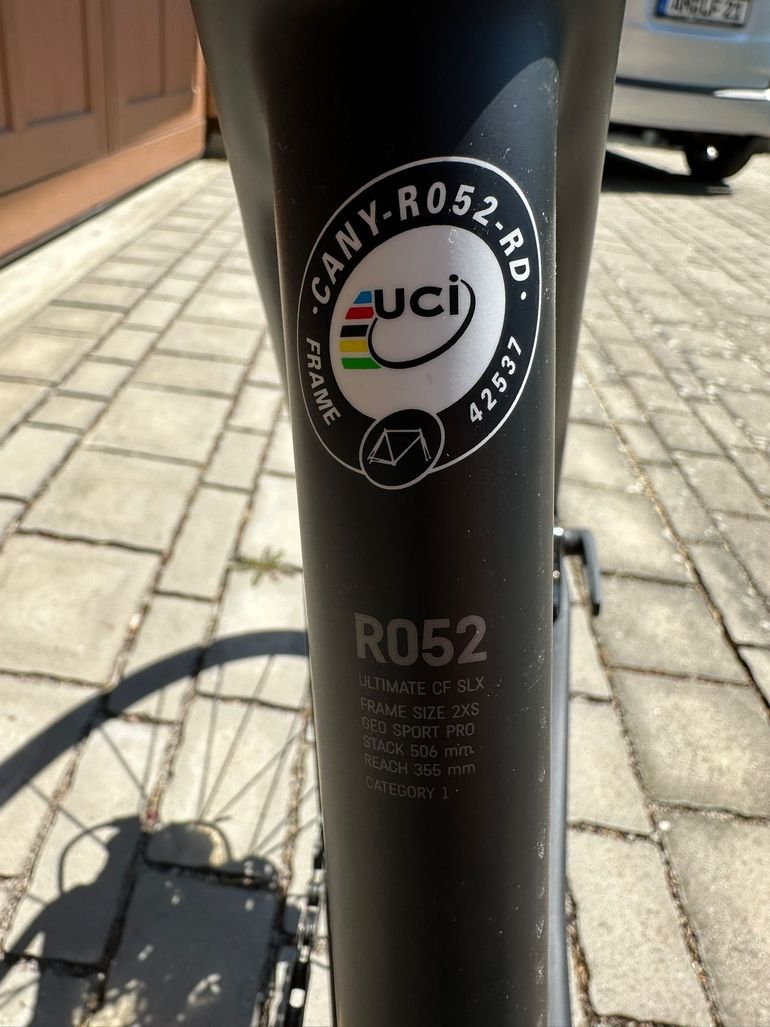 ·CANY-R052-RD·
uci
FRAME
42537
R052
ULTIMATE CF SLX
FRAME SIZE 2XS
GEO SPORT PRO
STACK 506 mm
REACH 355 mm
CATEGORY 1